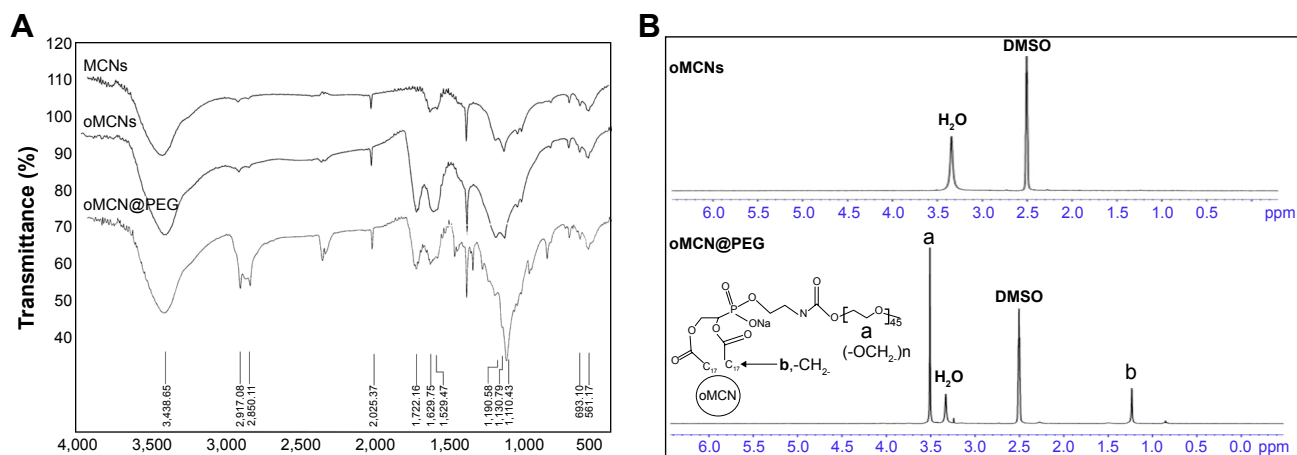 A
120
110
100
90
80
70
60
50
40
Transmittance (%)
MCNs
oMCNs
oMCN@PEG
3,438.65
2,917.08
2,850.11
2,025.37
1,722.16
1,629.75
1,529.47
1,190.58
1,130.79
1,110.43
693.10
561.17
4,000 3,000 2,500 2,000 1,500 1,000 500
B
oMCNs
DMSO
H2O
6.0 5.5 5.0 4.5 4.0 3.5 3.0 2.5 2.0 1.5 1.0 0.5 ppm
oMCN@PEG
a
DMSO
H2O
b
O
O P O N O O 45
ONa
H
a
(-OCH2-)n
O
O
O
O
C17 C17
b,-CH2-
oMCN
6.0 5.5 5.0 4.5 4.0 3.5 3.0 2.5 2.0 1.5 1.0 0.5 0.0 ppm